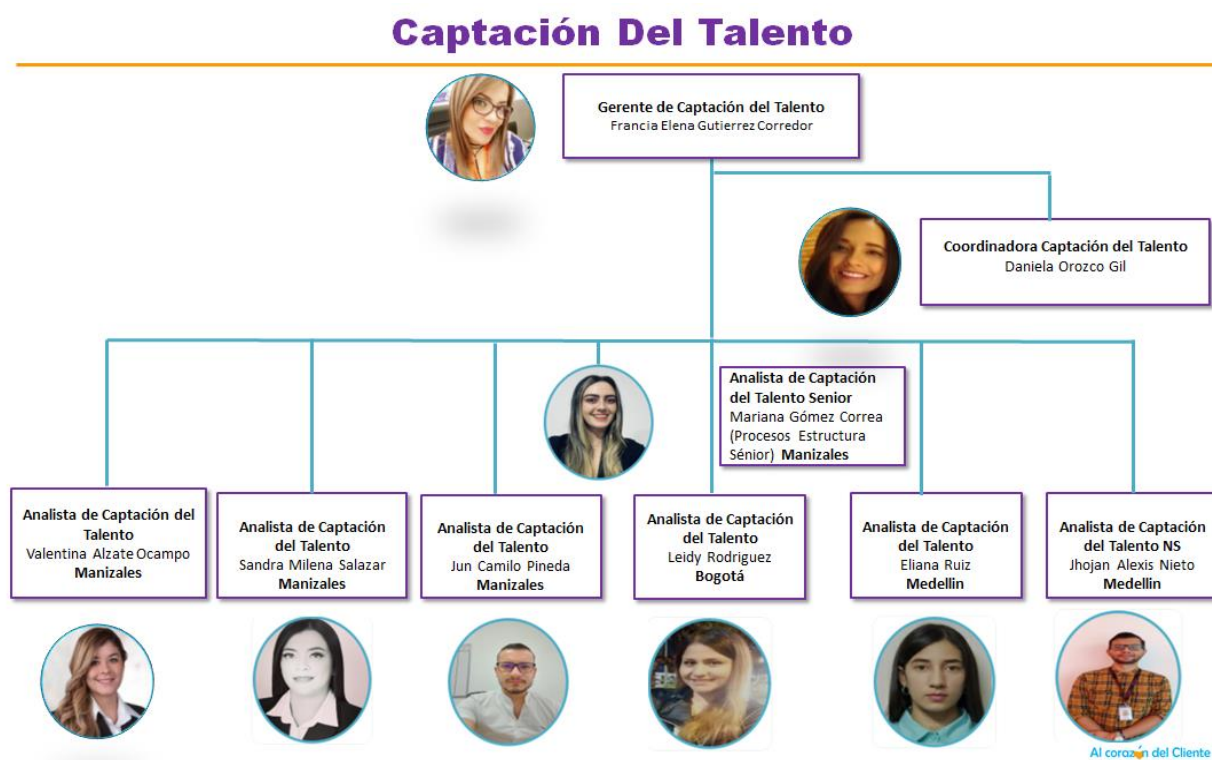 Captación Del Talento
Gerente de Captación del Talento
Francia Elena Gutierrez Corredor
Coordinadora Captación del Talento
Daniela Orozco Gil
Analista de Captación
del Talento Senior
Mariana Gómez Correa
(Procesos Estructura
Sénior) Manizales
Analista de Captación del
Talento
Valentina Alzate Ocampo
Manizales
Analista de Captación
del Talento
Sandra Milena Salazar
Manizales
Analista de Captación
del Talento
Jun Camilo Pineda
Manizales
Analista de Captación
del Talento
Leidy Rodriguez
Bogotá
Analista de Captación
del Talento
Eliana Ruiz
Medellin
Analista de Captación
del Talento NS
Jhojan Alexis Nieto
Medellin
Al corazón del Cliente